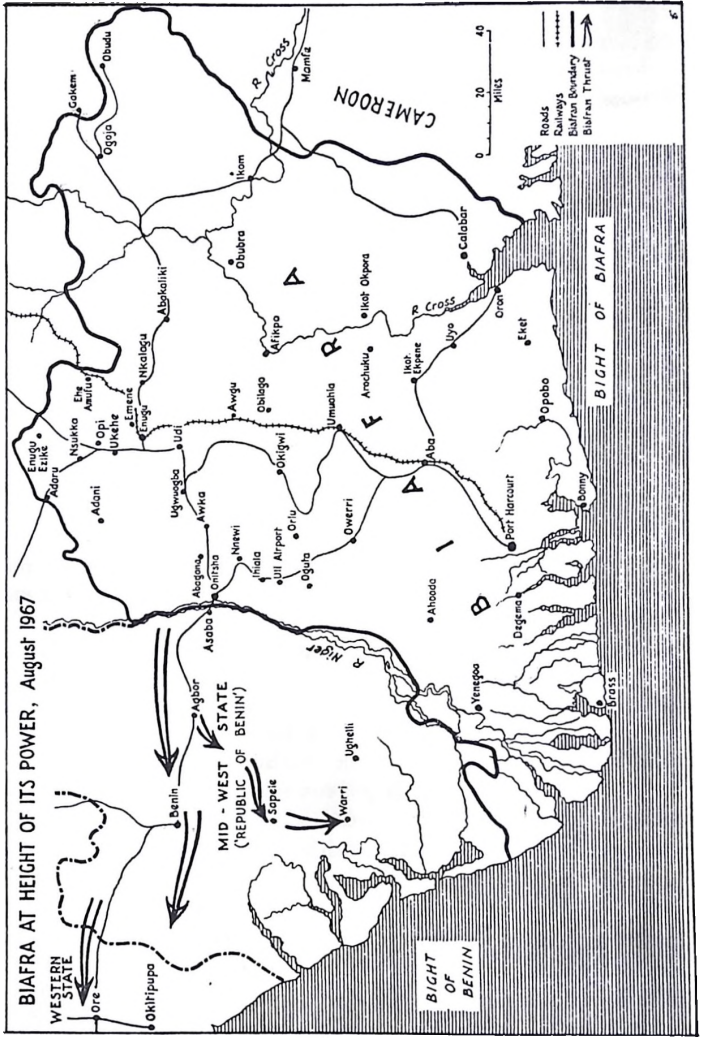 BIAFRA AT HEIGHT OF ITS POWER, August 1967
WESTERN
STATE
Ore
Okitipupa
Benin
Agbor
Asaba
MID - WEST STATE
('REPUBLIC OF BENIN')
Sapele
Warri
Ughelli
R Niger
BIGHT
OF
BENIN
Enugu
Ezike
Adoru
Nsukka
Opi
Ukehe
Ehe
Amufu
Emene
Enugu
Adani
Udi
Ugwuogba
Awka
Abagana
Onitsha
Nnewi
Ihiala
Uli Airport
Oguta
Orlu
Okigwi
Owerri
Awgu
Obilago
Umuahia
Nkalagu
Abakaliki
Afikpo
Obubra
Gakem
Obudu
Ogoja
Ikom
R Cross
Mamfe
CAMEROON
Arochuku
Ikot Okpora
R Cross
Calabar
Ikot
Ekpene
Uyo
Oron
Eket
Opobo
Aba
Port Harcourt
Bonny
Ahoada
Degema
Yenegoa
Brass
B I A F R A
BIGHT OF BIAFRA
0 20 40
Miles
Roads
Railways
Biafran Boundary
Biafran Thrust